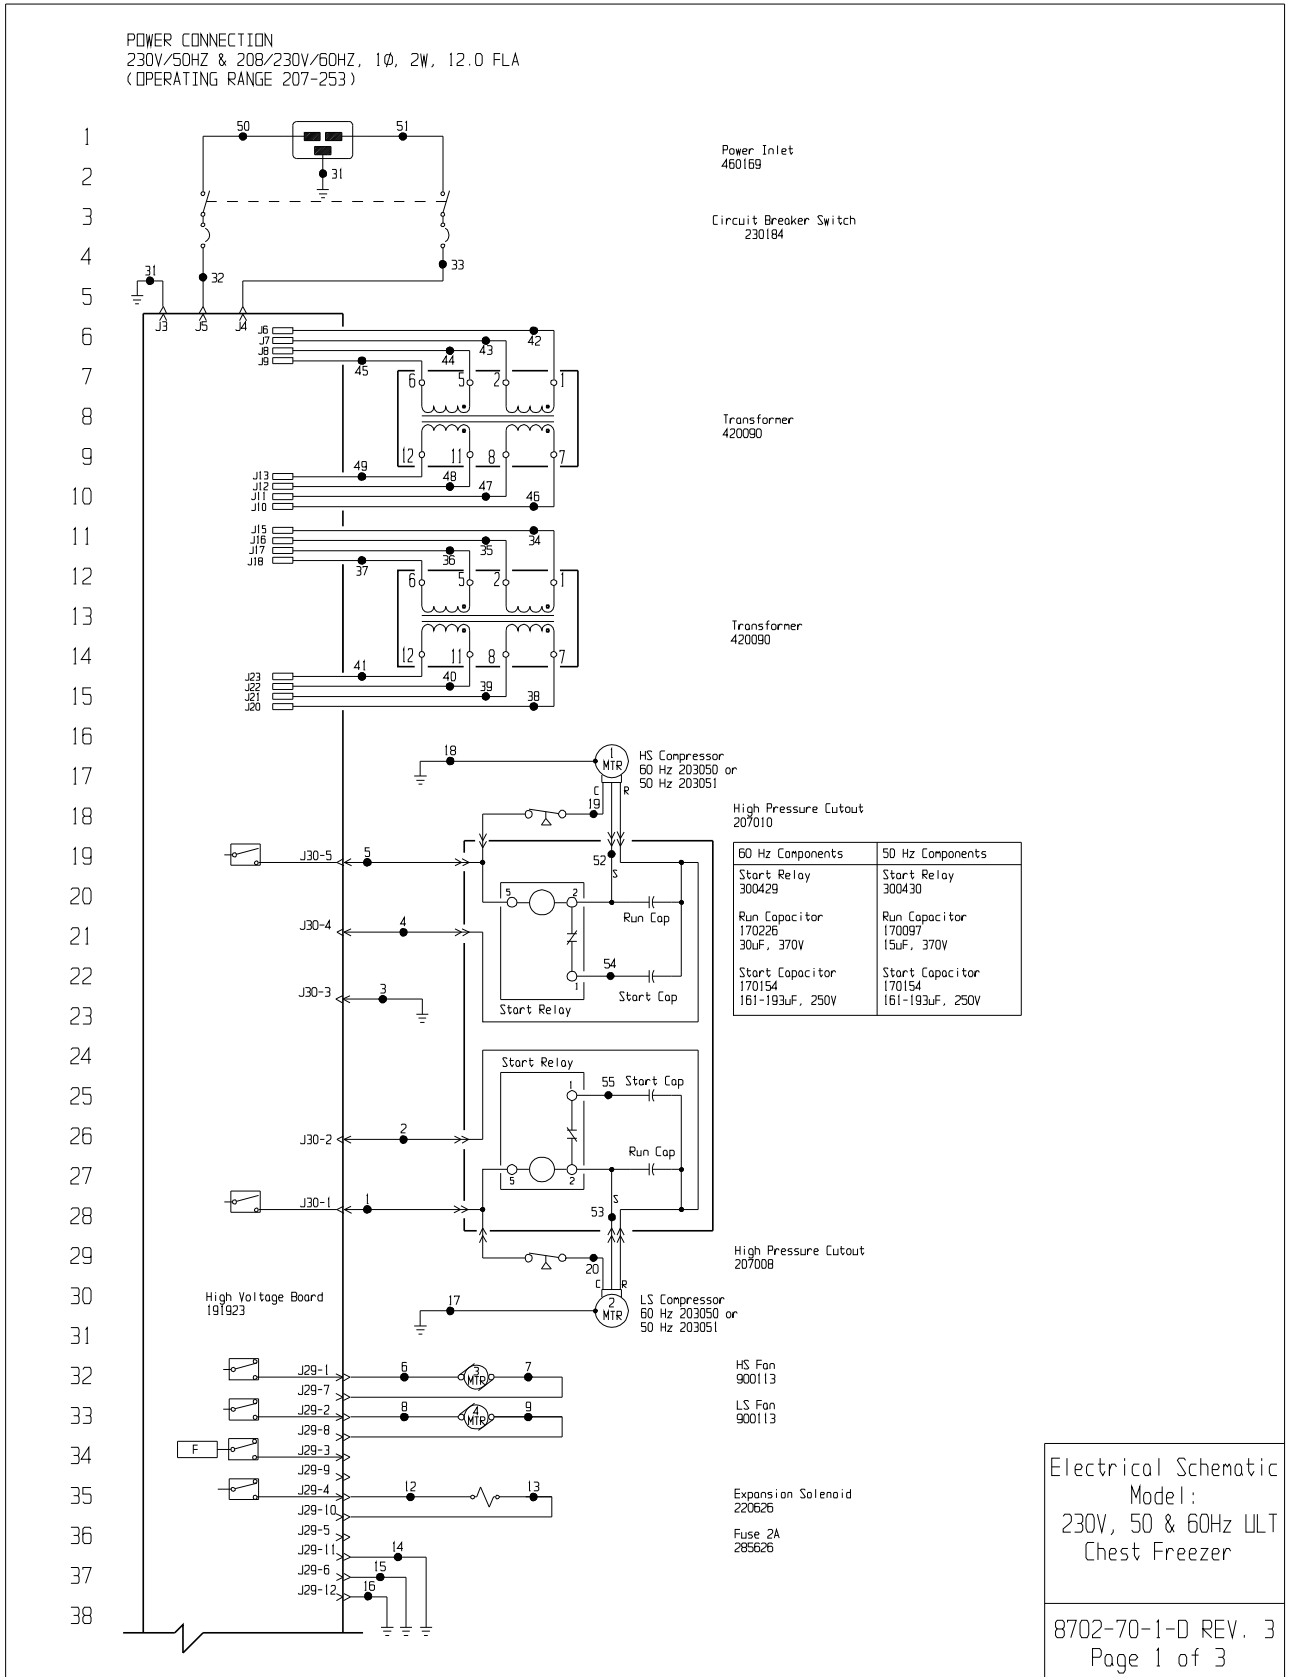 POWER CONNECTION
230V/50HZ & 208/230V/60HZ, 1Ø, 2W, 12.0 FLA
(OPERATING RANGE 207-253)
1
50
51
Power Inlet
460169
2
31
3
Circuit Breaker Switch
230184
4
31
32
33
5
J3
J5
J4
6
J6
J7
J8
J9
42
43
44
45
7
6
5
2
1
8
Transformer
420090
9
12
11
8
7
49
48
47
46
10
J13
J12
J11
J10
11
J15
J16
J17
J18
34
35
36
37
12
6
5
2
1
13
Transformer
420090
14
12
11
8
7
41
40
39
38
15
J23
J22
J21
J20
16
18
1
MTR
HS Compressor
60 Hz 203050 or
50 Hz 203051
17
C
R
19
18
High Pressure Cutout
207010
19
J30-5
5
52
S
60 Hz Components
50 Hz Components
Start Relay
300429
Start Relay
300430
20
5
2
Run Cap
21
J30-4
4
Run Capacitor
170226
30uF, 370V
Run Capacitor
170097
15uF, 370V
22
54
1
Start Cap
Start Capacitor
170154
161-193uF, 250V
Start Capacitor
170154
161-193uF, 250V
J30-3
3
Start Relay
23
24
Start Relay
25
1
55
Start Cap
26
J30-2
2
Run Cap
27
5
2
28
J30-1
1
S
53
29
High Pressure Cutout
207008
20
C
R
30
High Voltage Board
191923
17
2
MTR
LS Compressor
60 Hz 203050 or
50 Hz 203051
31
32
J29-1
6
3
MTR
7
HS Fan
900113
J29-7
33
J29-2
8
4
MTR
9
LS Fan
900113
J29-8
34
F
J29-3
J29-9
35
J29-4
12
13
Expansion Solenoid
220626
J29-10
36
J29-5
Fuse 2A
285626
J29-11
14
37
J29-6
15
J29-12
16
38
Electrical Schematic
Model:
230V, 50 & 60Hz ULT
Chest Freezer
8702-70-1-D REV. 3
Page 1 of 3